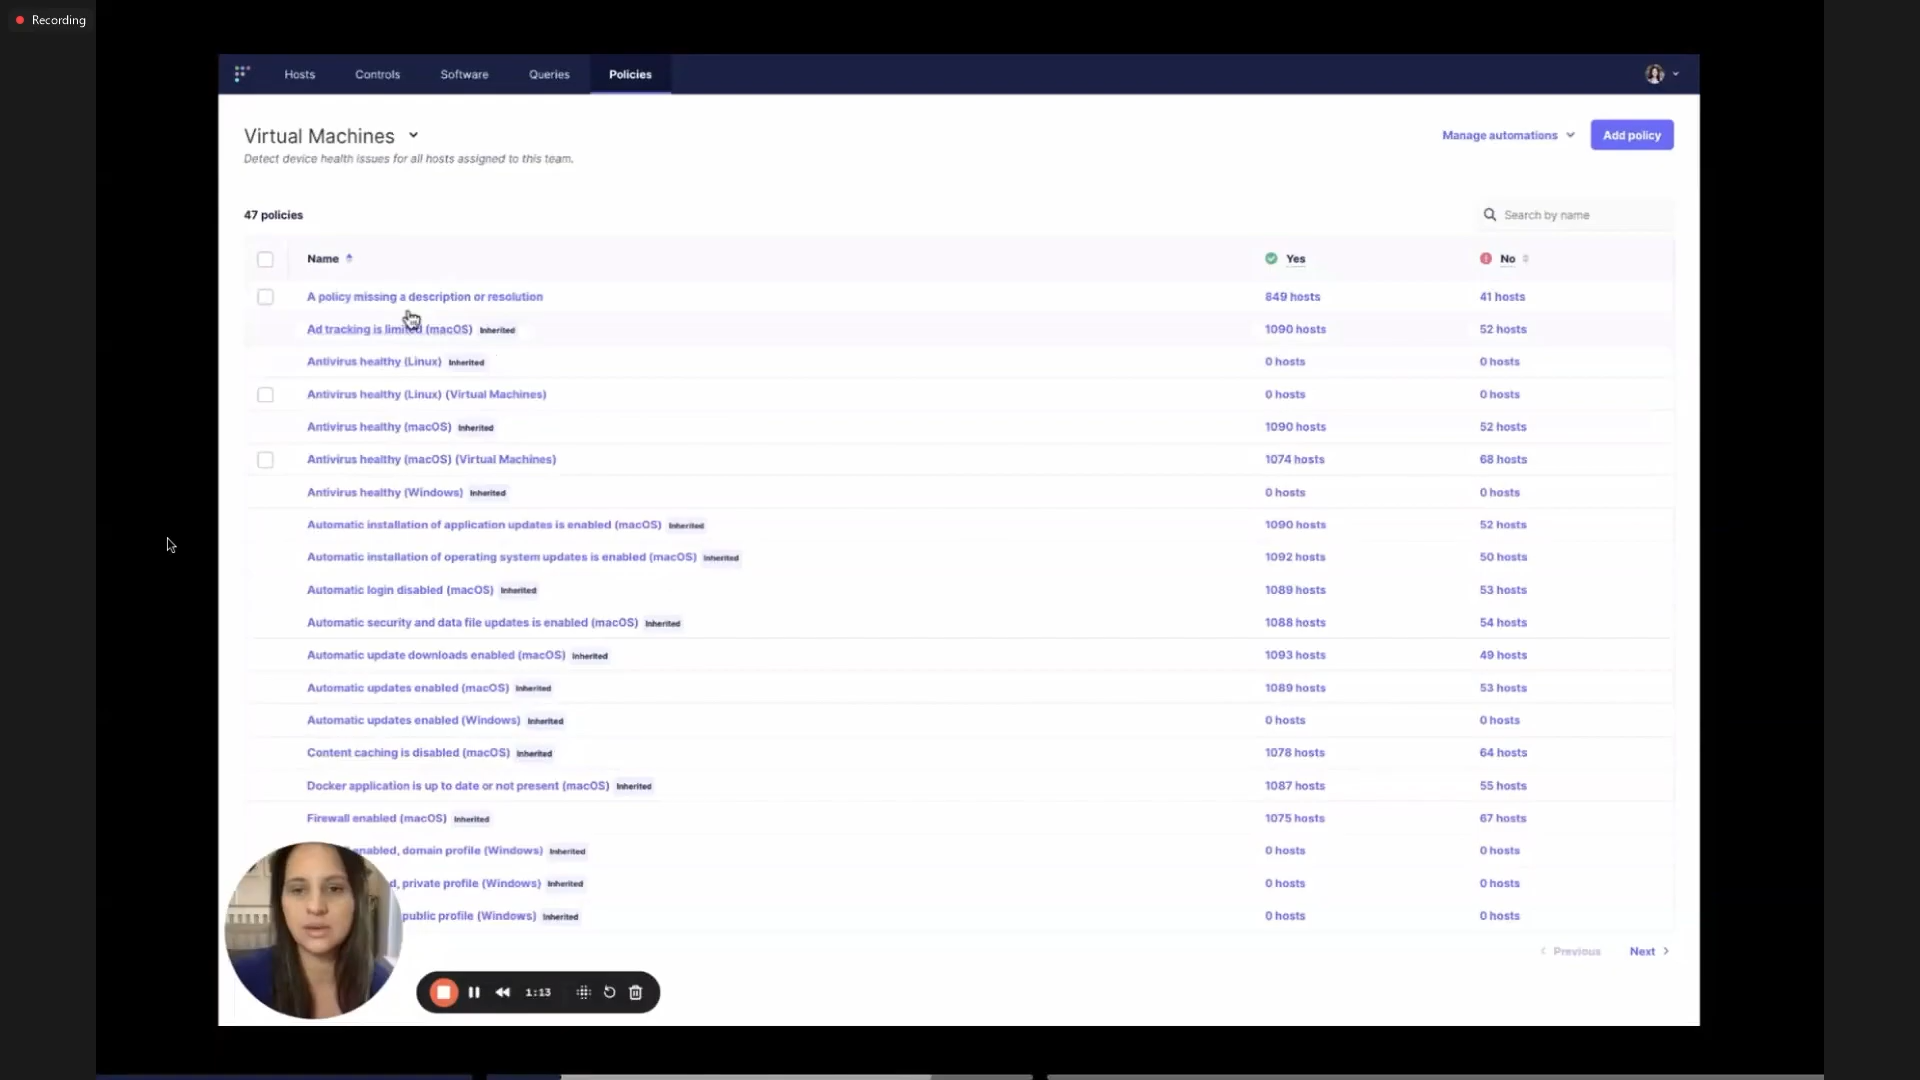 Recording
Hosts Controls Software Queries Policies
Virtual Machines
Manage automations Add policy
Detect device health issues for all hosts assigned to this team.
47 policies
Search by name
Name Yes No
A policy missing a description or resolution 849 hosts 41 hosts
Ad tracking is limited (macOS) Inherited 1090 hosts 52 hosts
Antivirus healthy (Linux) Inherited 0 hosts 0 hosts
Antivirus healthy (Linux) (Virtual Machines) 0 hosts 0 hosts
Antivirus healthy (macOS) Inherited 1090 hosts 52 hosts
Antivirus healthy (macOS) (Virtual Machines) 1074 hosts 68 hosts
Antivirus healthy (Windows) Inherited 0 hosts 0 hosts
Automatic installation of application updates is enabled (macOS) Inherited 1090 hosts 52 hosts
Automatic installation of operating system updates is enabled (macOS) Inherited 1092 hosts 50 hosts
Automatic login disabled (macOS) Inherited 1089 hosts 53 hosts
Automatic security and data file updates is enabled (macOS) Inherited 1088 hosts 54 hosts
Automatic update downloads enabled (macOS) Inherited 1093 hosts 49 hosts
Automatic updates enabled (macOS) Inherited 1089 hosts 53 hosts
Automatic updates enabled (Windows) Inherited 0 hosts 0 hosts
Content caching is disabled (macOS) Inherited 1078 hosts 64 hosts
Docker application is up to date or not present (macOS) Inherited 1087 hosts 55 hosts
Firewall enabled (macOS) Inherited 1075 hosts 67 hosts
nabled, domain profile (Windows) Inherited 0 hosts 0 hosts
d, private profile (Windows) Inherited 0 hosts 0 hosts
public profile (Windows) Inherited 0 hosts 0 hosts
Previous Next
1:13